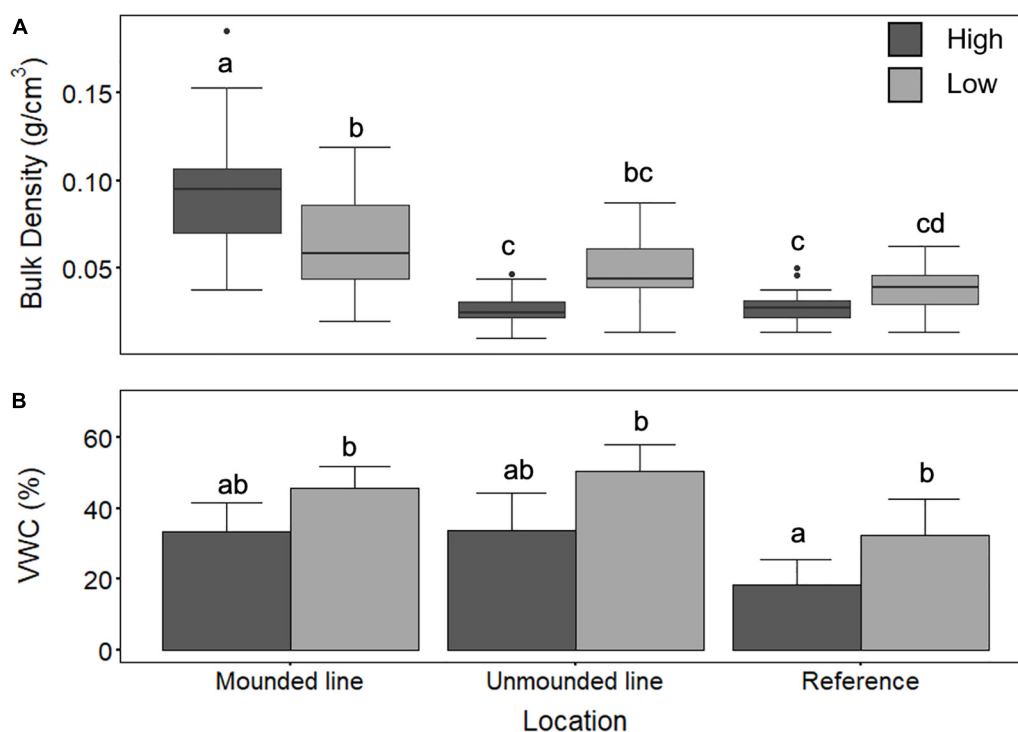 A
Bulk Density (g/cm³)
0.15
0.10
0.05
a
b
c
bc
c
cd
High
Low
B
VWC (%)
60
40
20
0
ab
b
ab
b
a
b
Mounded line
Unmounded line
Reference
Location